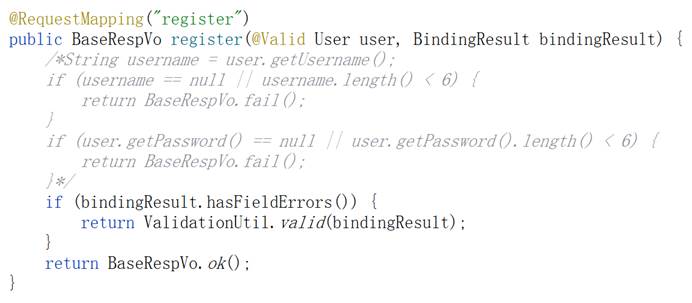 @RequestMapping("register")
public BaseRespVo register(@Valid User user, BindingResult bindingResult) {
    /*String username = user.getUsername();
    if (username == null || username.length() < 6) {
        return BaseRespVo.fail();
    }
    if (user.getPassword() == null || user.getPassword().length() < 6) {
        return BaseRespVo.fail();
    }*/
    if (bindingResult.hasFieldErrors()) {
        return ValidationUtil.valid(bindingResult);
    }
    return BaseRespVo.ok();
}